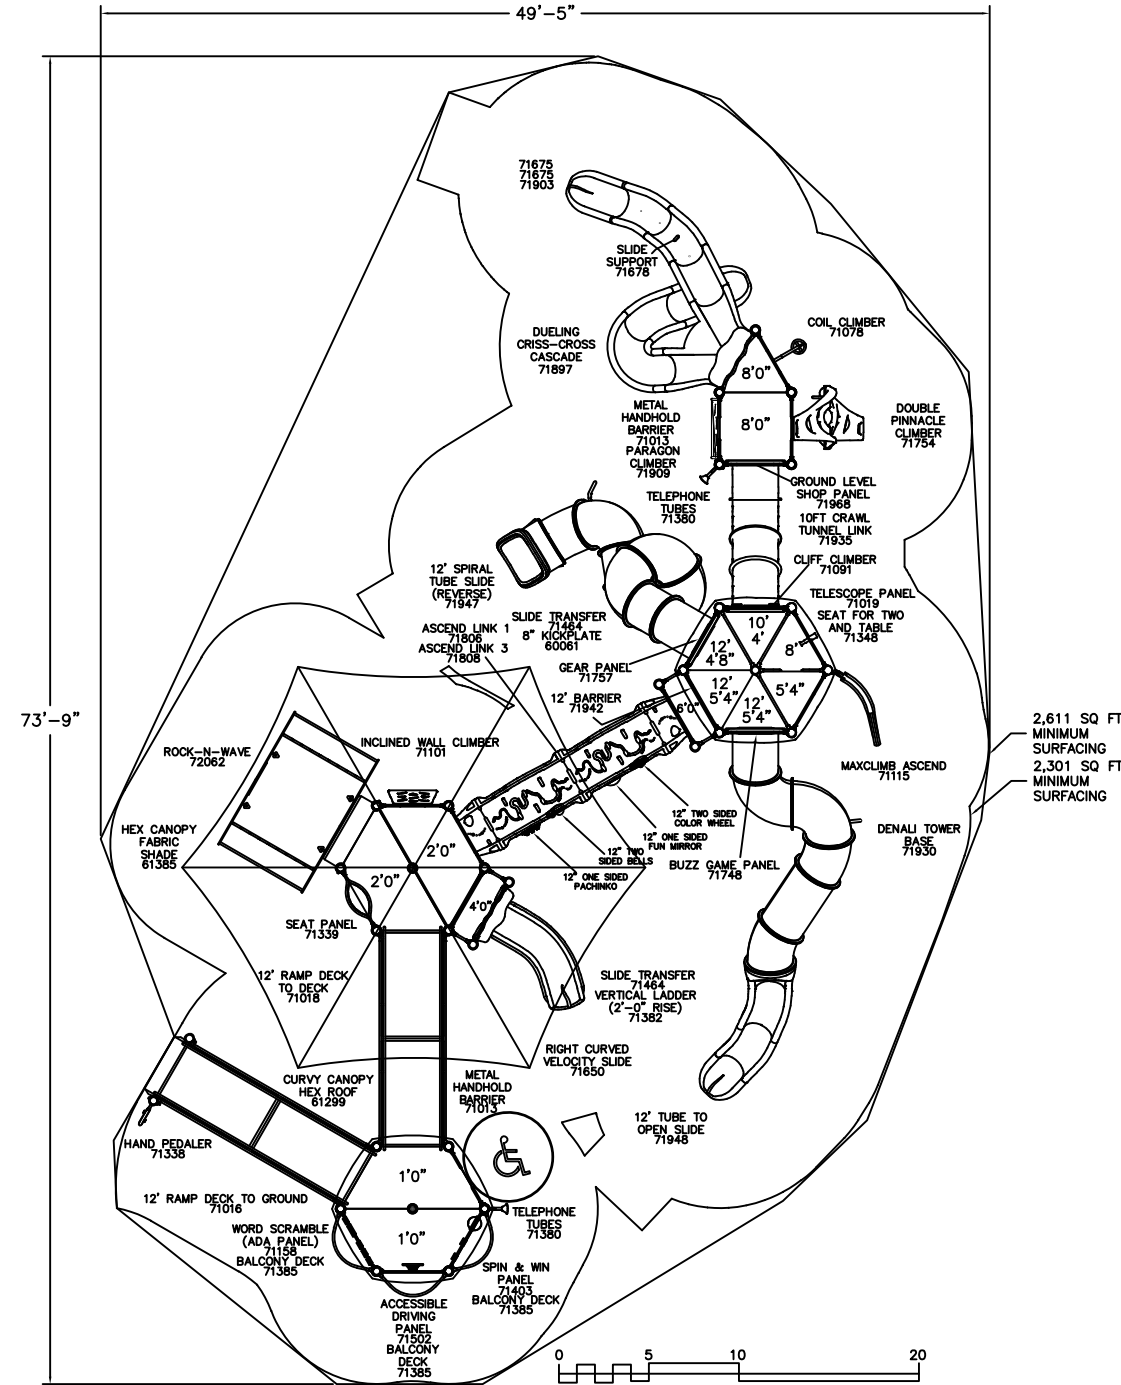 49'-5"
71675
71675
71903
SLIDE
SUPPORT
71678
COIL CLIMBER
71078
DUELING
CRISS-CROSS
CASCADE
71897
8'0"
8'0"
METAL
HANDHOLD
BARRIER
71013
PARAGON
CLIMBER
71909
DOUBLE
PINNACLE
CLIMBER
71754
TELEPHONE
TUBES
71380
GROUND LEVEL
SHOP PANEL
71968
10FT CRAWL
TUNNEL LINK
71935
CLIFF CLIMBER
71091
12' SPIRAL
TUBE SLIDE
(REVERSE)
71947
TELESCOPE PANEL
71019
SEAT FOR TWO
AND TABLE
71348
SLIDE TRANSFER
71464
8" KICKPLATE
60061
ASCEND LINK 1
71806
ASCEND LINK 3
71808
10'
4'
12'
4'8"
8'
12'
5'4"
12'
5'4"
5'4"
GEAR PANEL
71757
12' BARRIER
71942
6'0"
73'-9"
2,611 SQ FT
MINIMUM
SURFACING
2,301 SQ FT
MINIMUM
SURFACING
ROCK-N-WAVE
72062
INCLINED WALL CLIMBER
71101
MAXCLIMB ASCEND
71115
12" TWO SIDED
COLOR WHEEL
12" ONE SIDED
FUN MIRROR
12" TWO
SIDED BELLS
12" ONE SIDED
PACHINKO
HEX CANOPY
FABRIC
SHADE
61385
DENALI TOWER
BASE
71930
BUZZ GAME PANEL
71748
2'0"
2'0"
4'0"
SEAT PANEL
71339
12' RAMP DECK
TO DECK
71018
SLIDE TRANSFER
71464
VERTICAL LADDER
(2'-0" RISE)
71382
RIGHT CURVED
VELOCITY SLIDE
71650
CURVY CANOPY
HEX ROOF
61299
METAL
HANDHOLD
BARRIER
71013
12' TUBE TO
OPEN SLIDE
71948
HAND PEDALER
71338
1'0"
1'0"
12' RAMP DECK TO GROUND
71016
TELEPHONE
TUBES
71380
WORD SCRAMBLE
(ADA PANEL)
71158
BALCONY DECK
71385
SPIN & WIN
PANEL
71403
BALCONY DECK
71385
ACCESSIBLE
DRIVING
PANEL
71502
BALCONY
DECK
71385
0 5 10 20